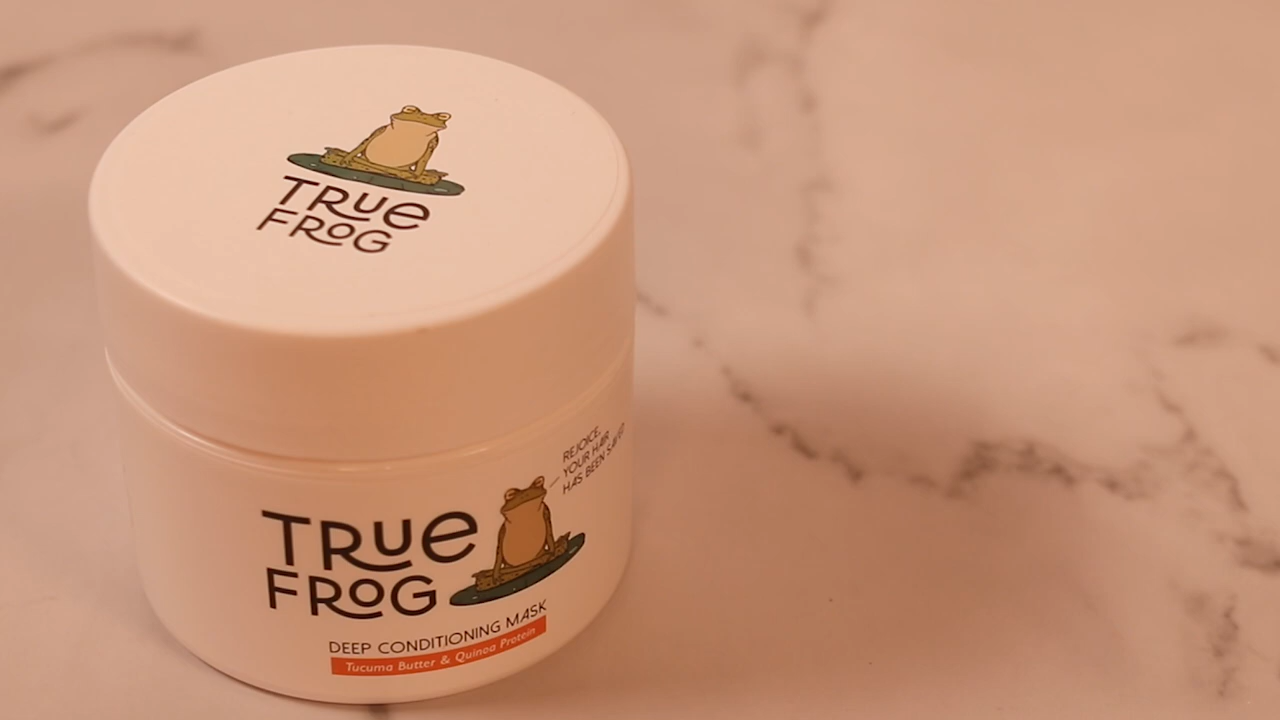 TRUE
FROG
REJOICE,
YOUR HAIR
HAS BEEN SAVED
TRUE
FROG
DEEP CONDITIONING MASK
Tucuma Butter & Quinoa Protein